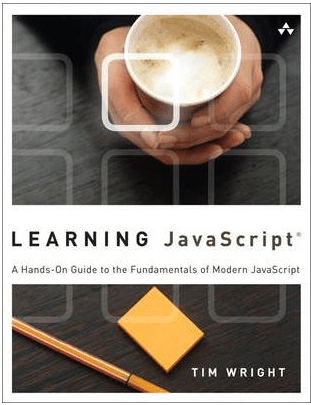 LEARNING JavaScript®
A Hands-On Guide to the Fundamentals of Modern JavaScript
TIM WRIGHT